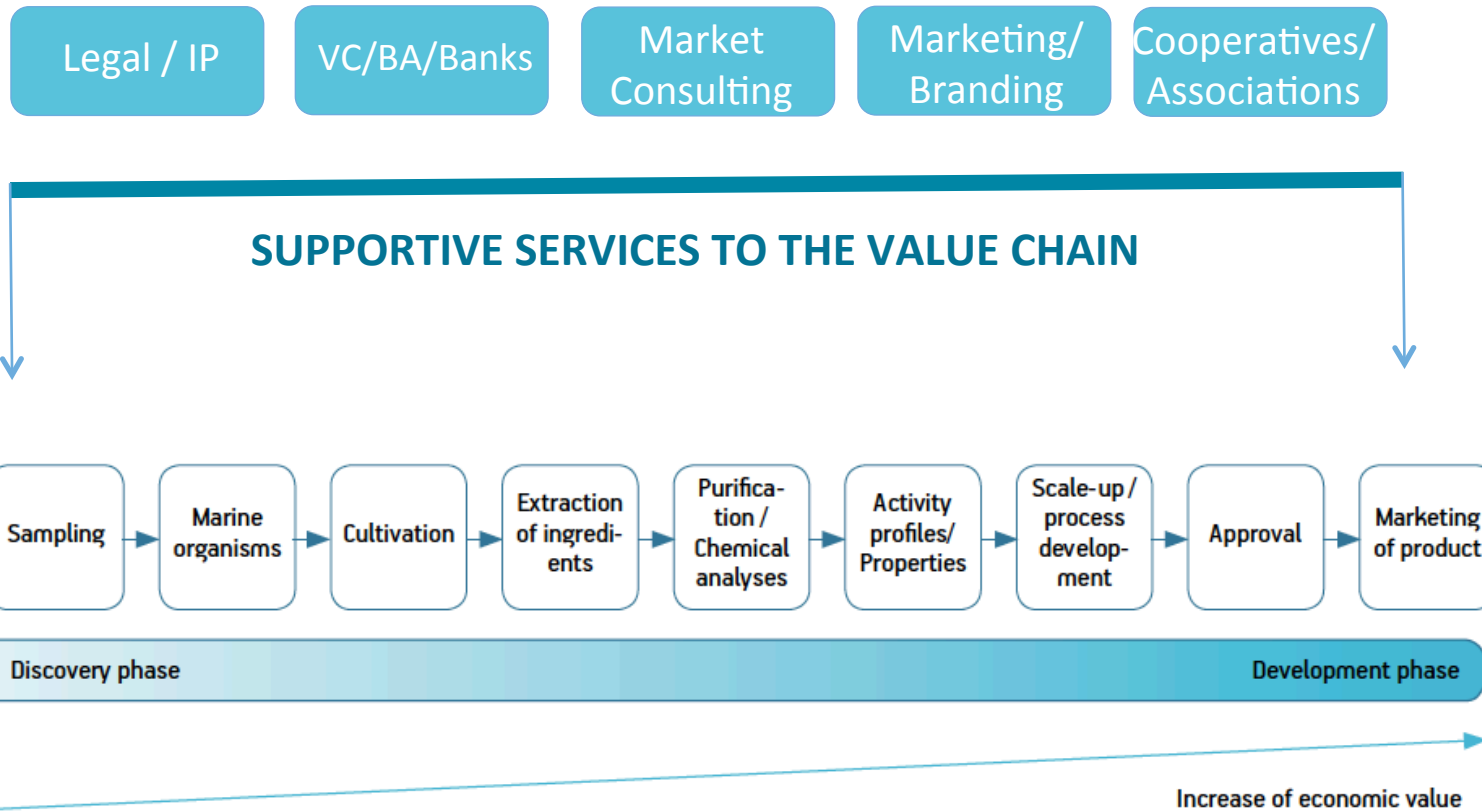 Legal / IP
VC/BA/Banks
Market
Consulting
Marketing/
Branding
Cooperatives/
Associations
SUPPORTIVE SERVICES TO THE VALUE CHAIN
Sampling
Marine
organisms
Cultivation
Extraction
of ingredi-
ents
Purifica-
tion /
Chemical
analyses
Activity
profiles/
Properties
Scale-up /
process
develop-
ment
Approval
Marketing
of product
Discovery phase
Development phase
Increase of economic value